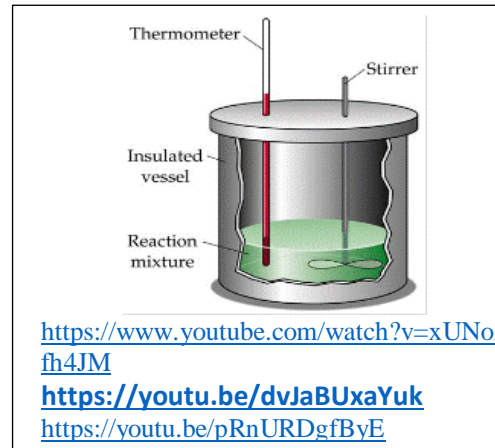 Thermometer
Stirrer
Insulated
vessel
Reaction
mixture
https://www.youtube.com/watch?v=xUNo
fh4JM
https://youtu.be/dvJaBUxaYuk
https://youtu.be/pRnURDgfByE